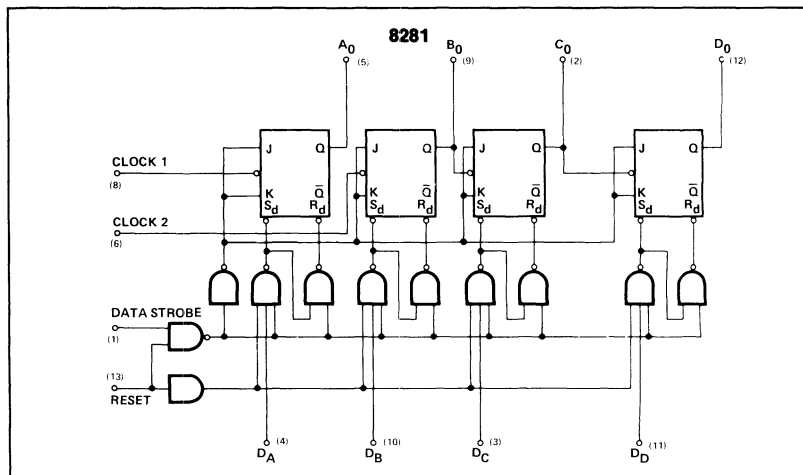 8281
A0 B0 C0 D0
(5) (9) (2) (12)
J Q J Q J Q J Q
CLOCK 1
(8)
K Q̅ K Q̅ K Q̅ K Q̅
Sd Rd Sd Rd Sd Rd Sd Rd
CLOCK 2
(6)
DATA STROBE
(1)
(13)
RESET
(4) (10) (3) (11)
DA DB DC DD